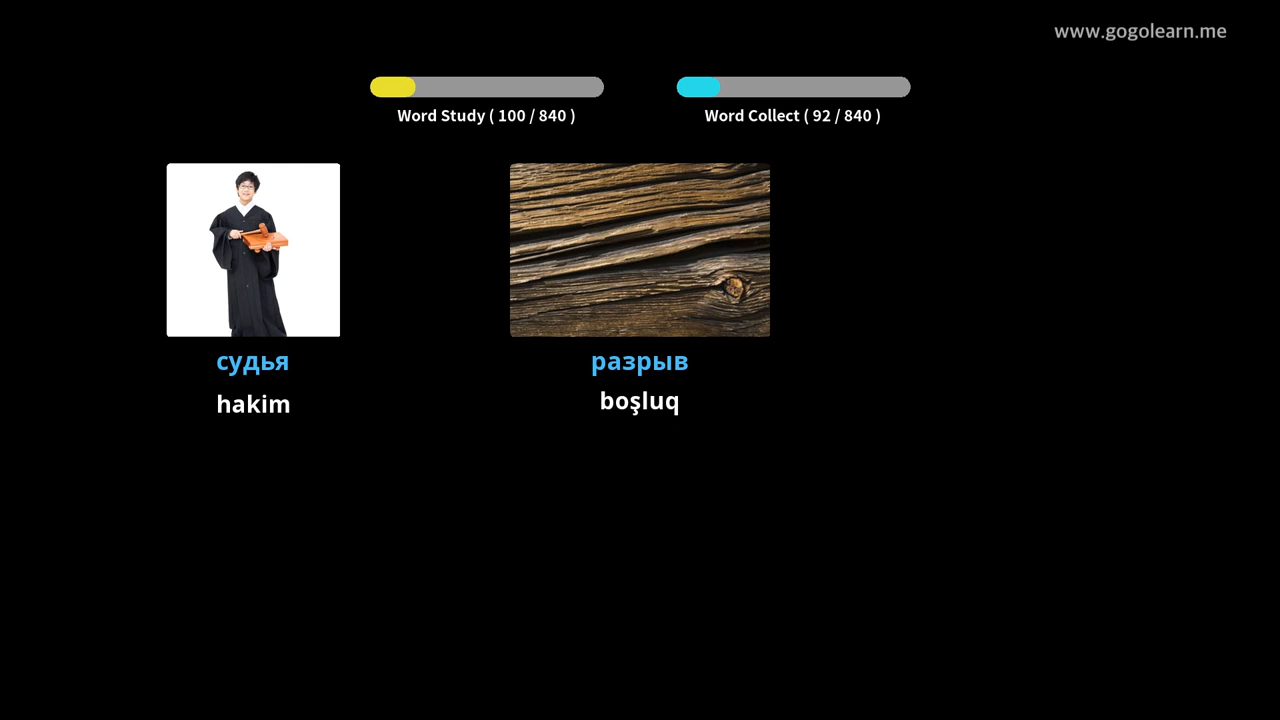 www.gogolearn.me
Word Study ( 100 / 840 )
Word Collect ( 92 / 840 )
судья
hakim
разрыв
boşluq